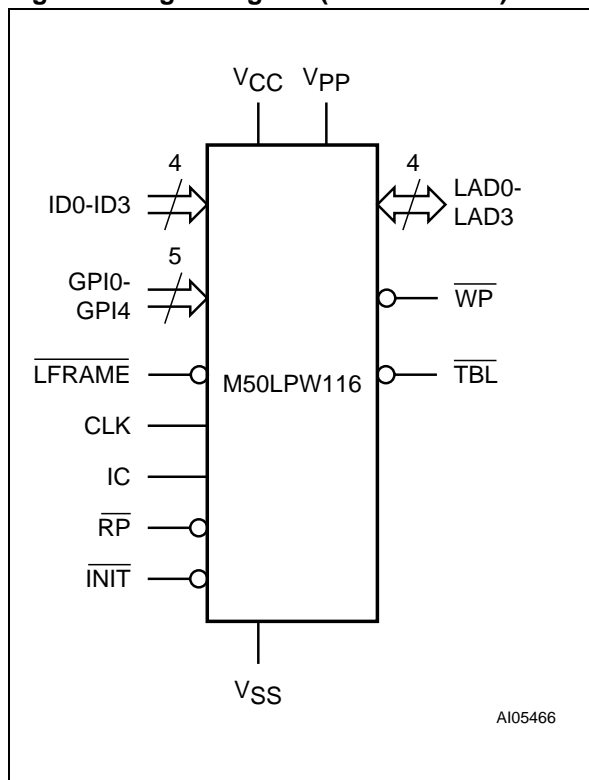 VCC VPP
4
ID0-ID3
4
LAD0-
LAD3
5
GPI0-
GPI4
WP
LFRAME
M50LPW116
TBL
CLK
IC
RP
INIT
VSS
AI05466